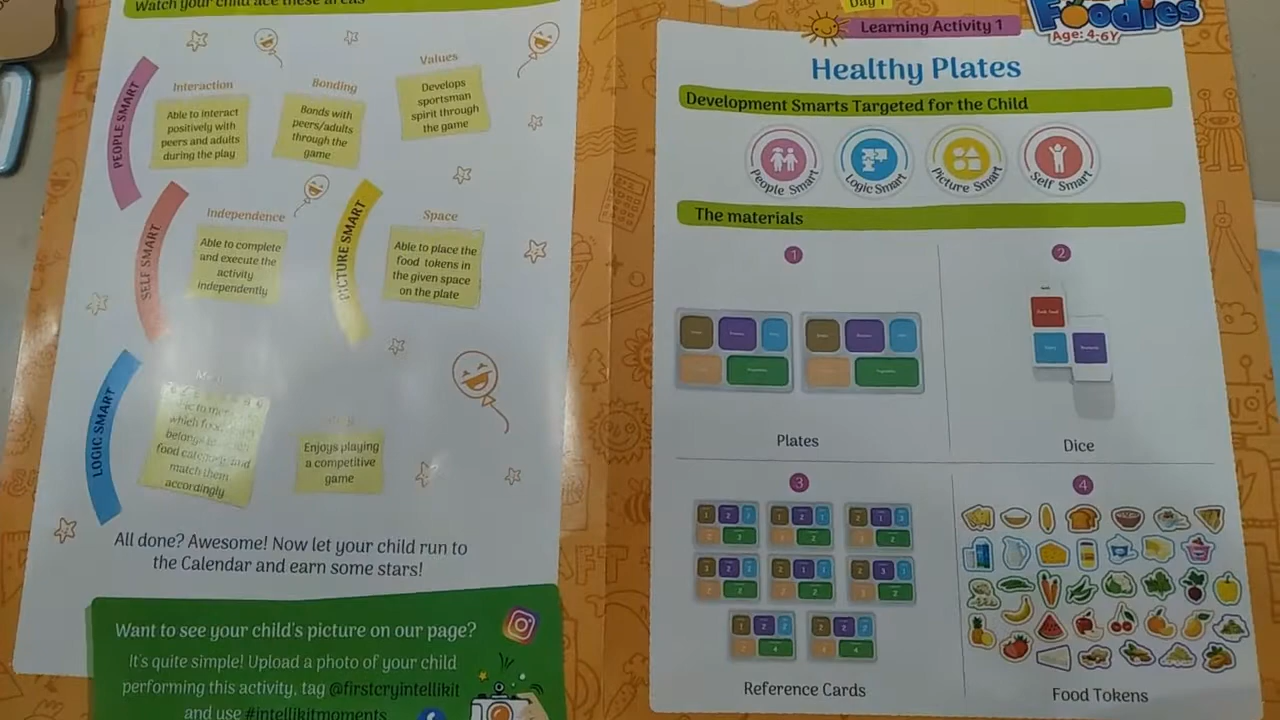 Watch your child ace these areas
PEOPLE SMART
Interaction
Able to interact
positively with
peers and adults
during the play
Bonding
Bonds with
peers/adults
through the
game
Values
Develops
sportsman
spirit through
the game
SELF SMART
Independence
Able to complete
and execute the
activity
independently
PICTURE SMART
Space
Able to place the
food tokens in
the given space
on the plate
LOGIC SMART
which
belongs
food category and
match them
accordingly
Enjoys playing
a competitive
game
All done? Awesome! Now let your child run to
the Calendar and earn some stars!
Want to see your child's picture on our page?
It's quite simple! Upload a photo of your child
performing this activity, tag @firstcryintellikit
and use #intellikitmoments
Day 1
Learning Activity 1
Foodies
Age: 4-6Y
Healthy Plates
Development Smarts Targeted for the Child
People Smart
Logic Smart
Picture Smart
Self Smart
The materials
1
Plates
2
Dice
3
Reference Cards
4
Food Tokens